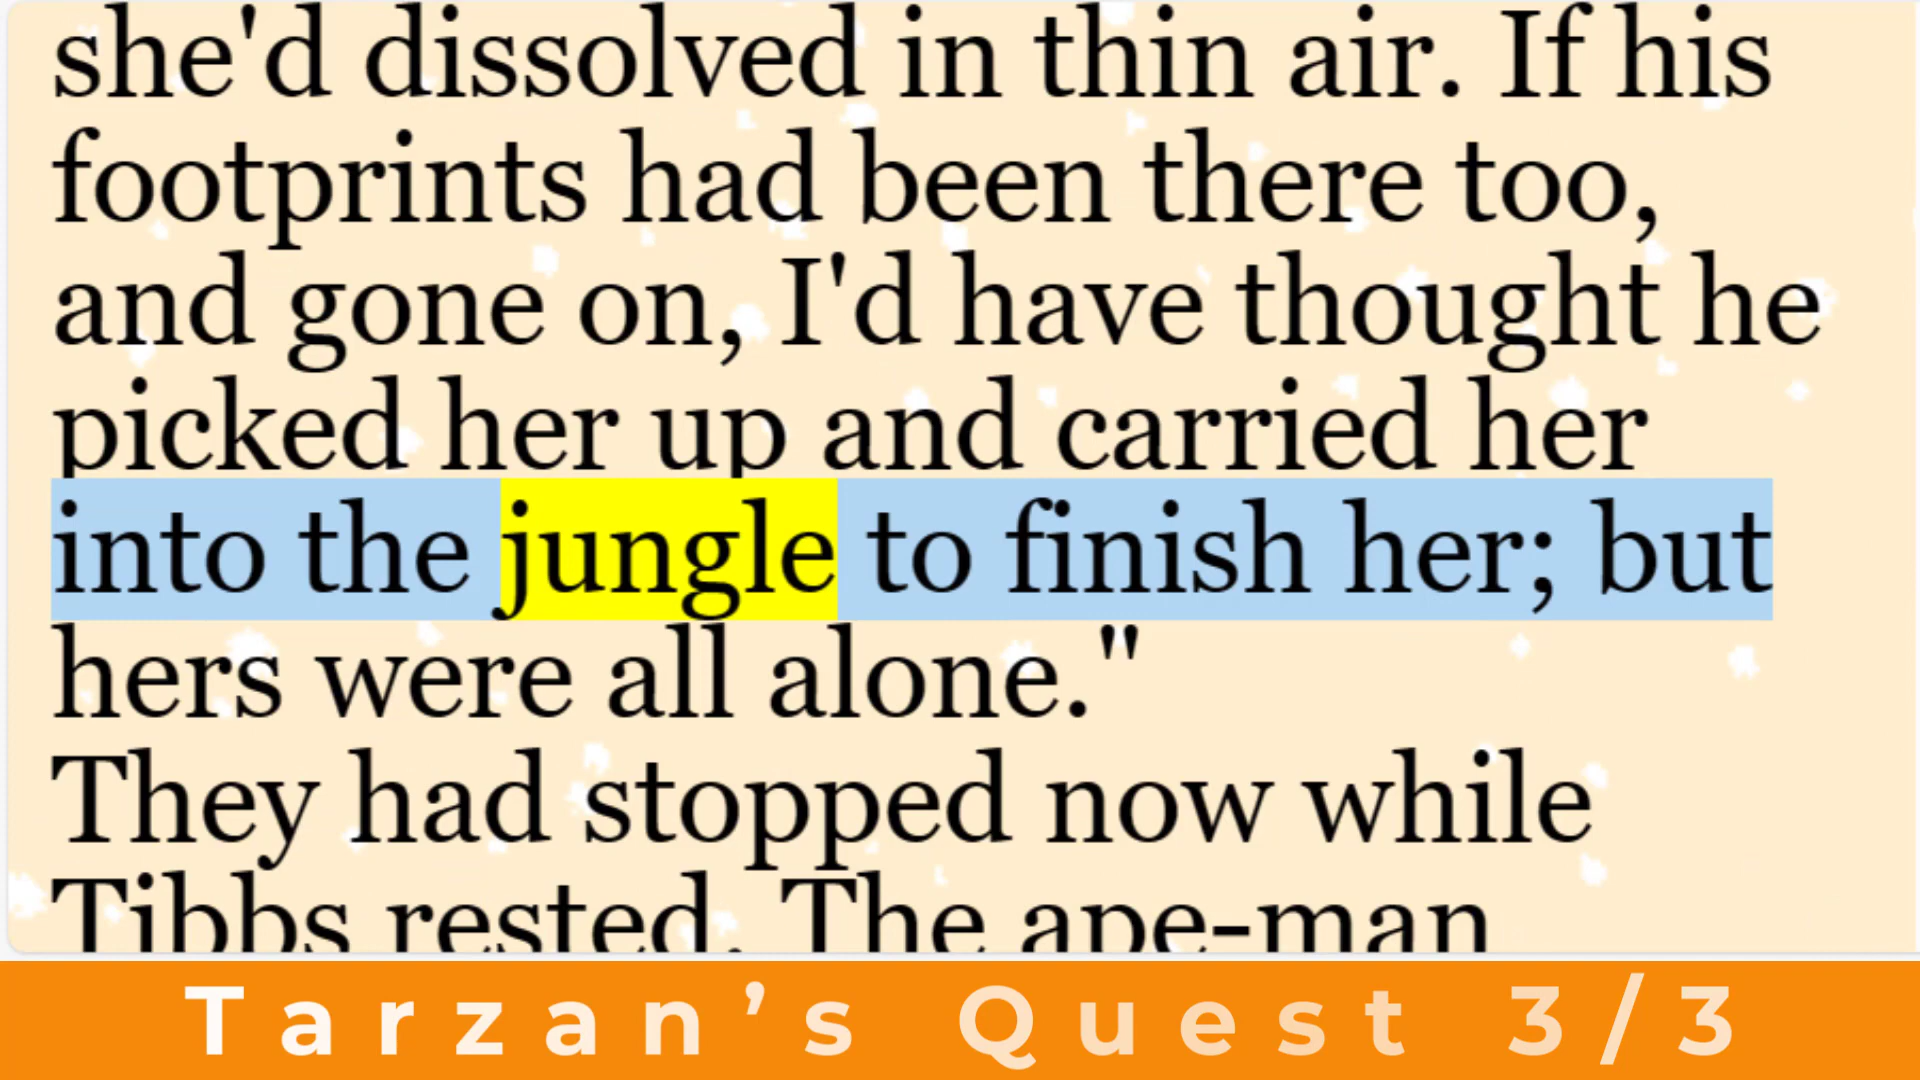 she'd dissolved in thin air. If his
footprints had been there too,
and gone on, I'd have thought he
picked her up and carried her
into the jungle to finish her; but
hers were all alone."
They had stopped now while
Tibbs rested. The ape-man
Tarzan’s Quest 3/3